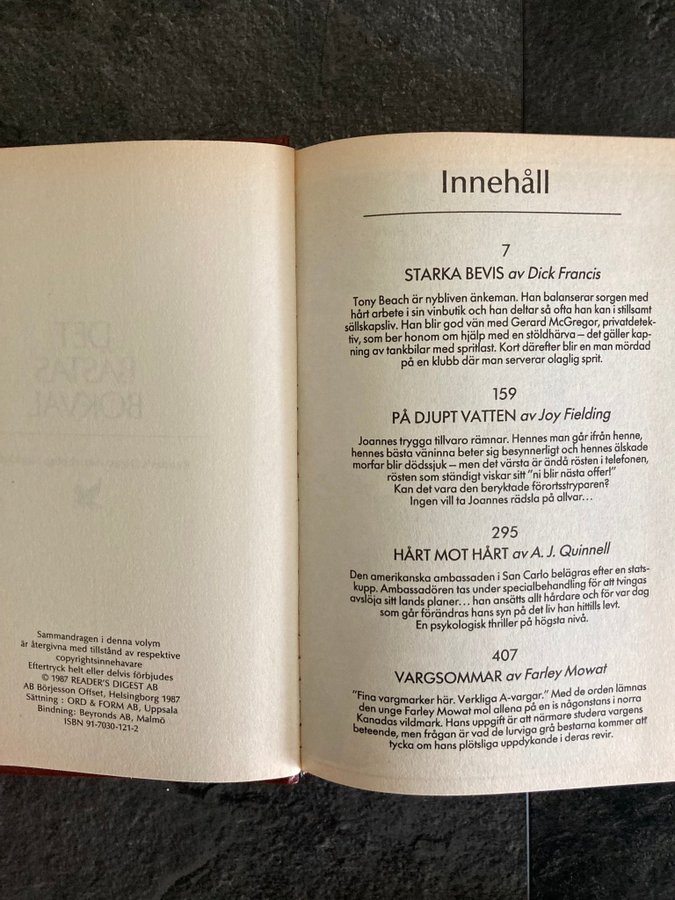 Sammandragen i denna volym
är återgivna med tillstånd av respektive
copyrightsinnehavare
Eftertryck helt eller delvis förbjudes
© 1987 READER'S DIGEST AB
AB Börjesson Offset, Helsingborg 1987
Sättning : ORD & FORM AB, Uppsala
Bindning: Beyronds AB, Malmö
ISBN 91-7030-121-2
Innehåll
7
STARKA BEVIS av Dick Francis
Tony Beach är nybliven änkeman. Han balanserar sorgen med
hårt arbete i sin vinbutik och han deltar så ofta han kan i stillsamt
sällskapsliv. Han blir god vän med Gerard McGregor, privatdetek-
tiv, som ber honom om hjälp med en stöldhärva – det gäller kap-
ning av tankbilar med spritlast. Kort därefter blir en man mördad
på en klubb där man serverar olaglig sprit.
159
PÅ DJUPT VATTEN av Joy Fielding
Joannes trygga tillvaro rämnar. Hennes man går ifrån henne,
hennes bästa väninna beter sig besynnerligt och hennes älskade
morfar blir dödssjuk – men det värsta är ändå rösten i telefonen,
rösten som ständigt viskar sitt "ni blir nästa offer!"
Kan det vara den beryktade förortsstryparen?
Ingen vill ta Joannes rädsla på allvar...
295
HÅRT MOT HÅRT av A. J. Quinnell
Den amerikanska ambassaden i San Carlo belägras efter en stats-
kupp. Ambassadören tas under specialbehandling för att tvingas
avslöja sitt lands planer... han ansätts allt hårdare och för var dag
som går förändras hans syn på det liv han hittills levt.
En psykologisk thriller på högsta nivå.
407
VARGSOMMAR av Farley Mowat
"Fina vargmarker här. Verkliga A-vargar." Med de orden lämnas
den unge Farley Mowat mol allena på en is någonstans i norra
Kanadas vildmark. Hans uppgift är att närmare studera vargens
beteende, men frågan är vad de lurviga grå bestarna kommer att
tycka om hans plötsliga uppdykande i deras revir.